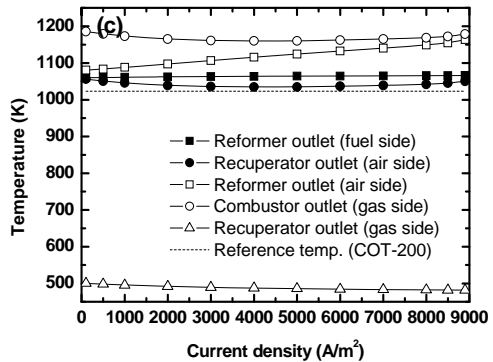 (c)
1200
1100
1000
900
800
700
600
500
Temperature (K)
Reformer outlet (fuel side)
Recuperator outlet (air side)
Reformer outlet (air side)
Combustor outlet (gas side)
Recuperator outlet (gas side)
Reference temp. (COT-200)
0 1000 2000 3000 4000 5000 6000 7000 8000 9000
Current density (A/m²)